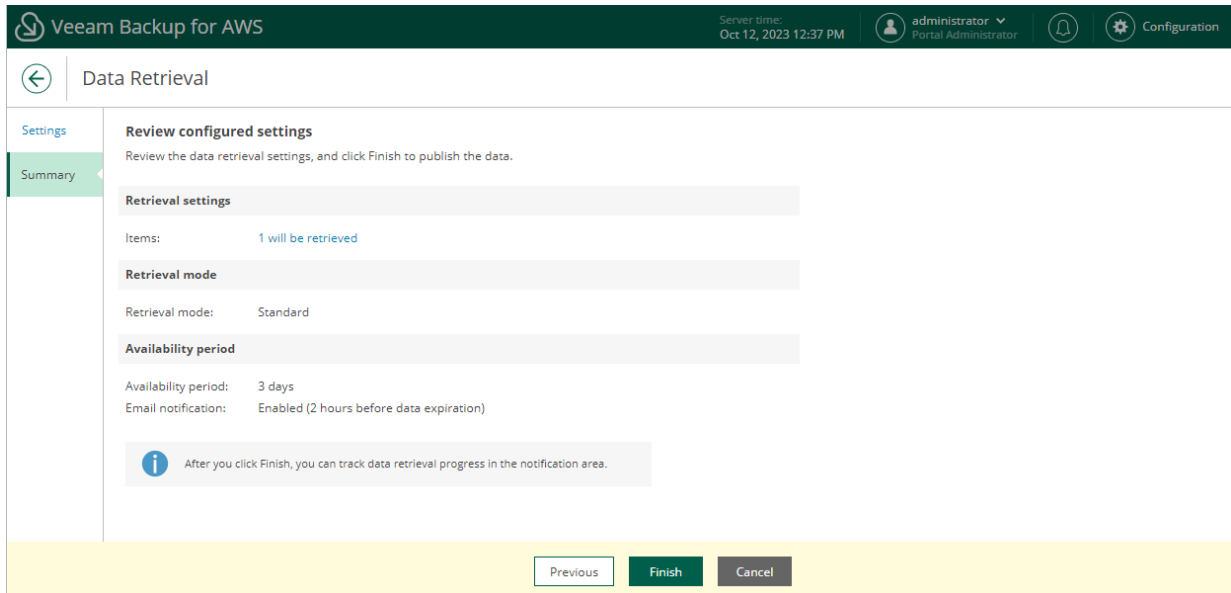 Veeam Backup for AWS
Server time:
Oct 12, 2023 12:37 PM
administrator
Portal Administrator
Configuration
Data Retrieval
Settings
Summary
Review configured settings
Review the data retrieval settings, and click Finish to publish the data.
Retrieval settings
Items: 1 will be retrieved
Retrieval mode
Retrieval mode: Standard
Availability period
Availability period: 3 days
Email notification: Enabled (2 hours before data expiration)
After you click Finish, you can track data retrieval progress in the notification area.
Previous Finish Cancel